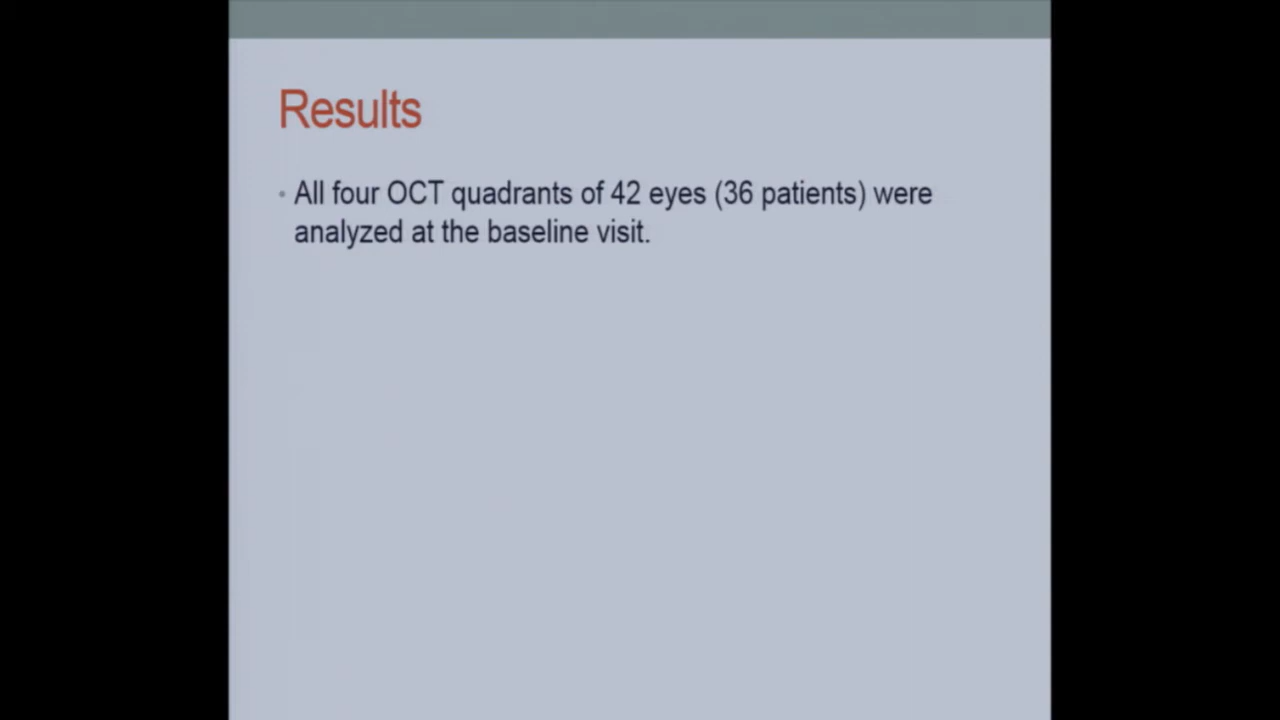 Results
• All four OCT quadrants of 42 eyes (36 patients) were
analyzed at the baseline visit.